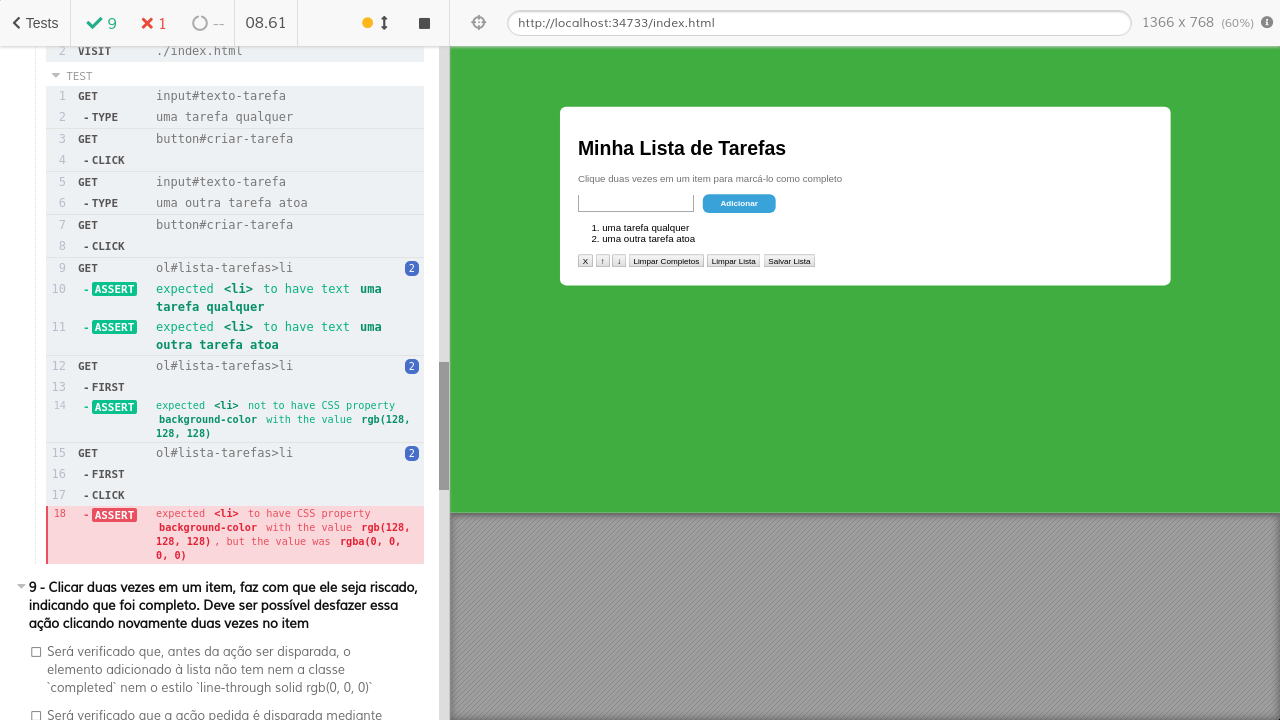 Tests 9 1 -- 08.61 http://localhost:34733/index.html 1366 x 768 (60%)
2 VISIT ./index.html
TEST
1 GET input#texto-tarefa
2 - TYPE uma tarefa qualquer
3 GET button#criar-tarefa
4 - CLICK
5 GET input#texto-tarefa
6 - TYPE uma outra tarefa atoa
7 GET button#criar-tarefa
8 - CLICK
9 GET ol#lista-tarefas>li 2
10 - ASSERT expected <li> to have text uma
tarefa qualquer
11 - ASSERT expected <li> to have text uma
outra tarefa atoa
12 GET ol#lista-tarefas>li 2
13 - FIRST
14 - ASSERT expected <li> not to have CSS property
background-color with the value rgb(128,
128, 128)
15 GET ol#lista-tarefas>li 2
16 - FIRST
17 - CLICK
18 - ASSERT expected <li> to have CSS property
background-color with the value rgb(128,
128, 128) , but the value was rgba(0, 0,
0, 0)
9 - Clicar duas vezes em um item, faz com que ele seja riscado,
indicando que foi completo. Deve ser possível desfazer essa
ação clicando novamente duas vezes no item
Será verificado que, antes da ação ser disparada, o
elemento adicionado à lista não tem nem a classe
`completed` nem o estilo `line-through solid rgb(0, 0, 0)`
Será verificado que a ação pedida é disparada mediante
Minha Lista de Tarefas
Clique duas vezes em um item para marcá-lo como completo
Adicionar
1. uma tarefa qualquer
2. uma outra tarefa atoa
X ↑ ↓ Limpar Completos Limpar Lista Salvar Lista